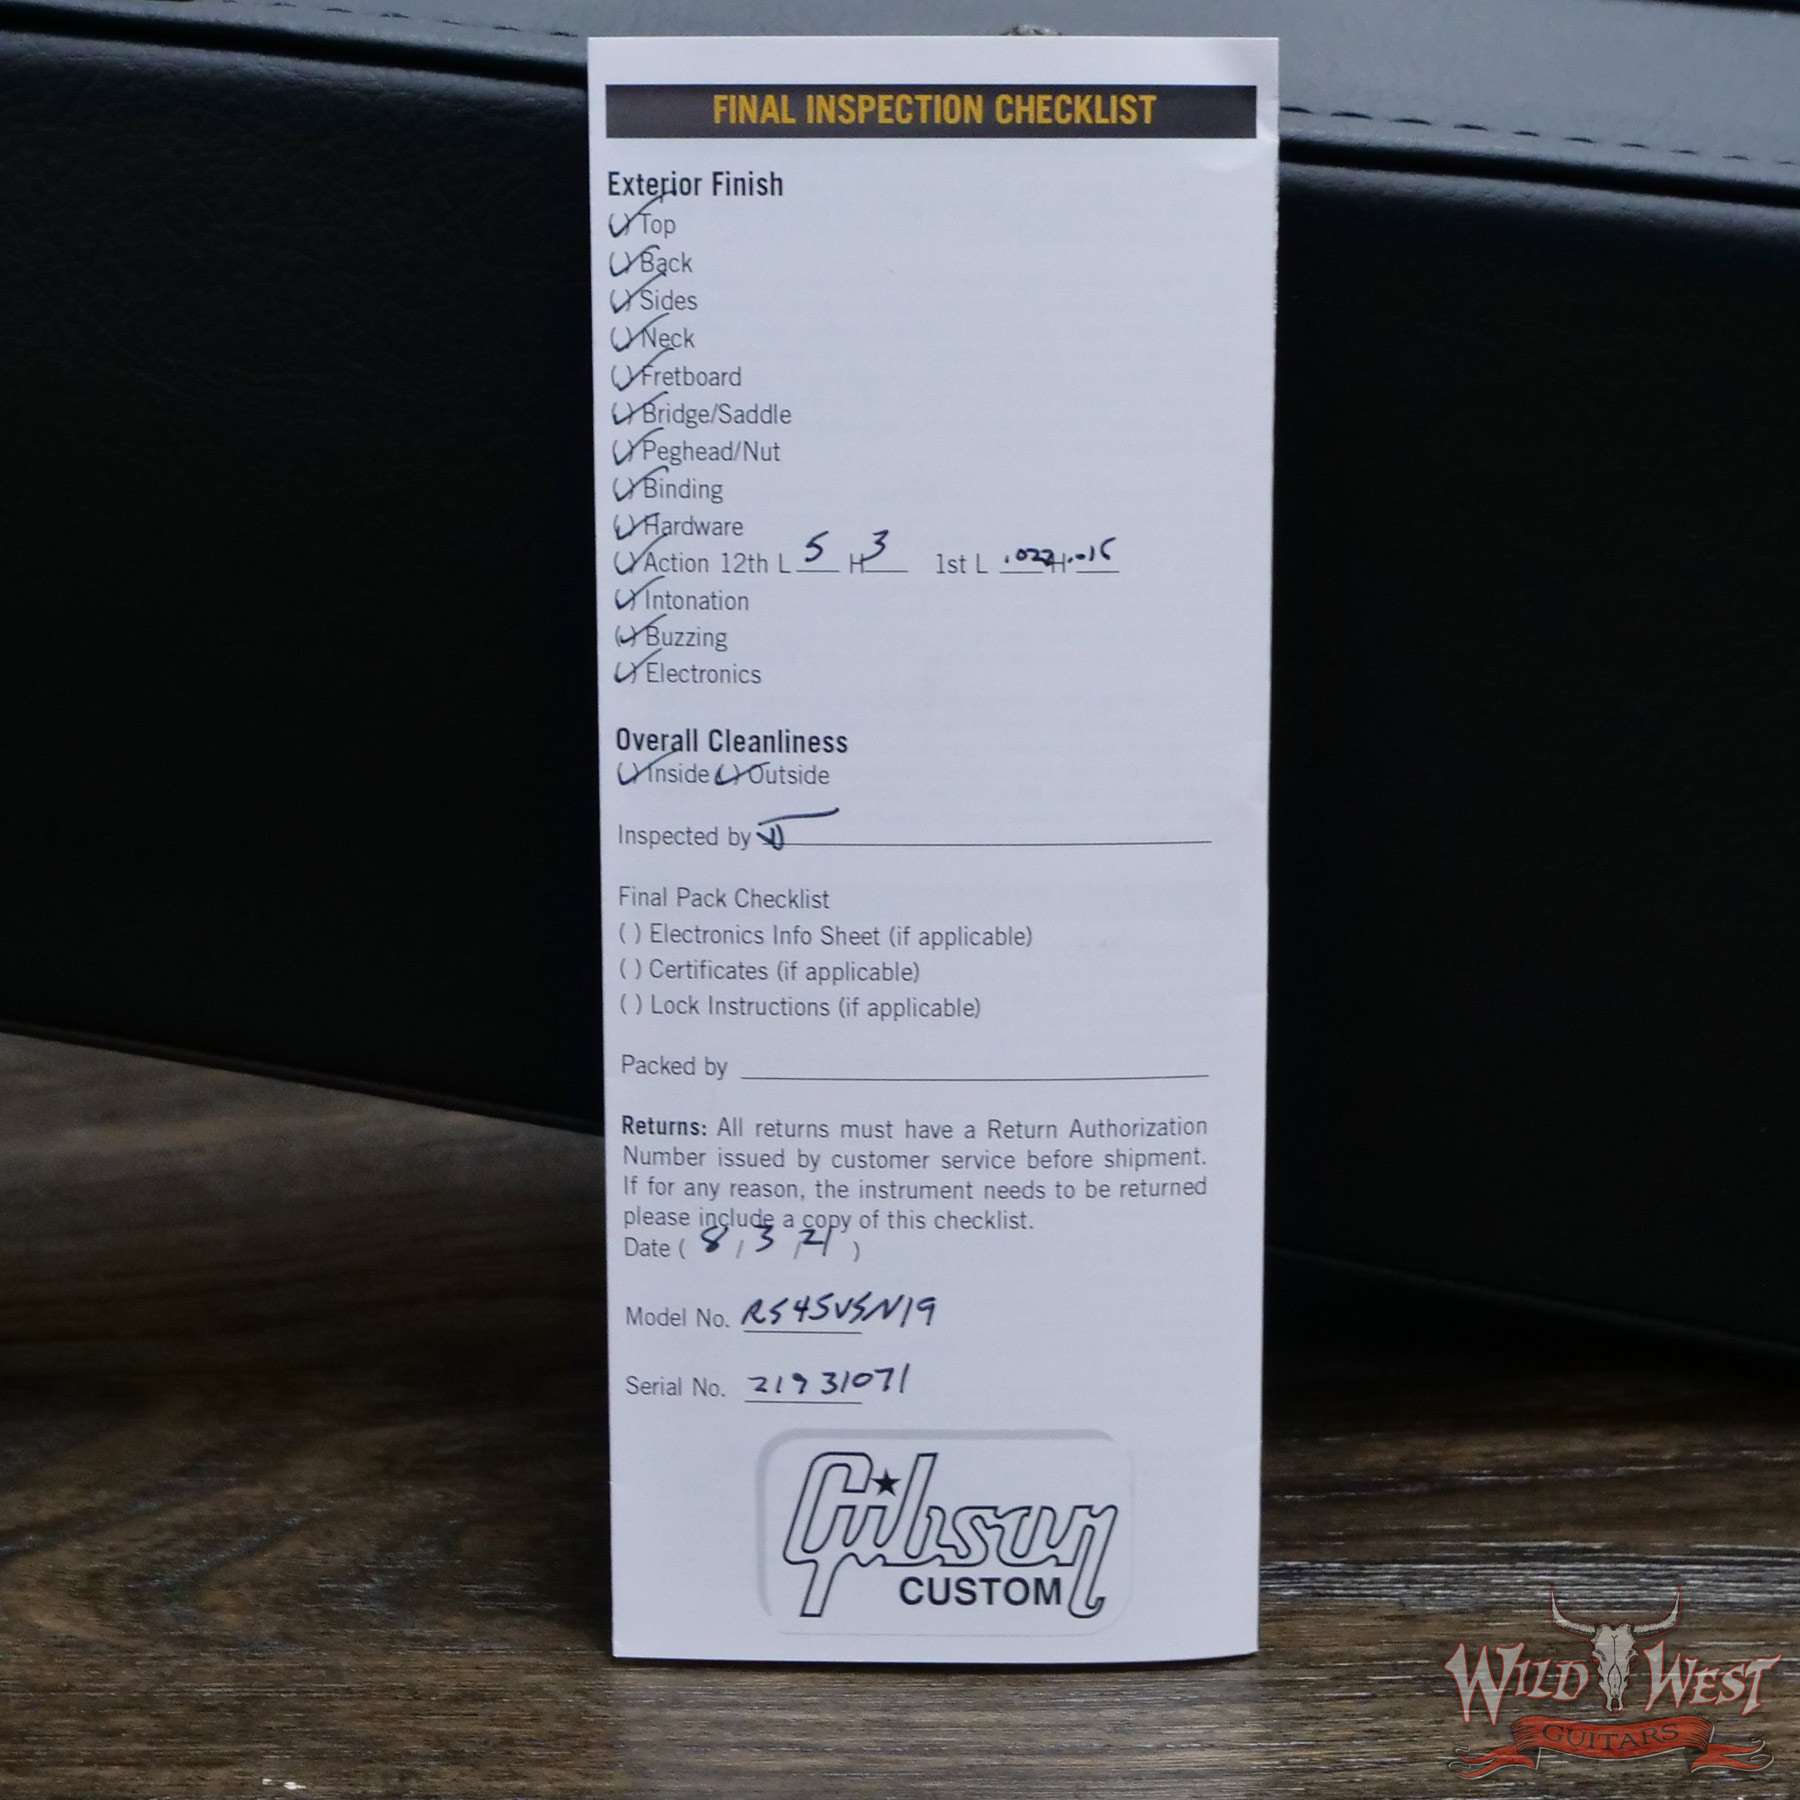 FINAL INSPECTION CHECKLIST
Exterior Finish
(✓) Top
(✓) Back
(✓) Sides
(✓) Neck
(✓) Fretboard
(✓) Bridge/Saddle
(✓) Peghead/Nut
(✓) Binding
(✓) Hardware
(✓) Action 12th L 5 H 3 1st L .022 H .015
(✓) Intonation
(✓) Buzzing
(✓) Electronics
Overall Cleanliness
(✓) Inside (✓) Outside
Inspected by
Final Pack Checklist
( ) Electronics Info Sheet (if applicable)
( ) Certificates (if applicable)
( ) Lock Instructions (if applicable)
Packed by
Returns: All returns must have a Return Authorization
Number issued by customer service before shipment.
If for any reason, the instrument needs to be returned
please include a copy of this checklist.
Date ( 8 / 3 / 21 )
Model No. RS45VSN19
Serial No. 21931071
Gibson
CUSTOM
WILD WEST
GUITARS